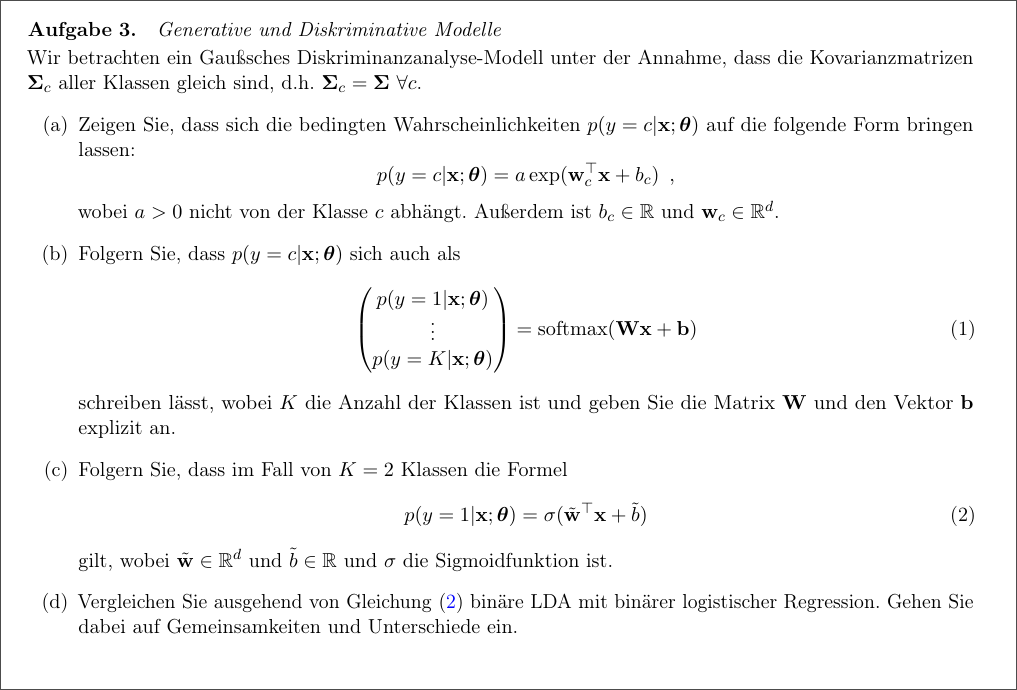 Aufgabe 3. Generative und Diskriminative Modelle
Wir betrachten ein Gaußsches Diskriminanzanalyse-Modell unter der Annahme, dass die Kovarianzmatrizen
Σ_c aller Klassen gleich sind, d.h. Σ_c = Σ ∀c.
(a) Zeigen Sie, dass sich die bedingten Wahrscheinlichkeiten p(y = c|x; θ) auf die folgende Form bringen
lassen:
p(y = c|x; θ) = a exp(w_c^⊤ x + b_c) ,
wobei a > 0 nicht von der Klasse c abhängt. Außerdem ist b_c ∈ ℝ und w_c ∈ ℝ^d.
(b) Folgern Sie, dass p(y = c|x; θ) sich auch als
p(y = 1|x; θ)
⋮
p(y = K|x; θ)
= softmax(Wx + b) (1)
schreiben lässt, wobei K die Anzahl der Klassen ist und geben Sie die Matrix W und den Vektor b
explizit an.
(c) Folgern Sie, dass im Fall von K = 2 Klassen die Formel
p(y = 1|x; θ) = σ(w̃^⊤ x + b̃) (2)
gilt, wobei w̃ ∈ ℝ^d und b̃ ∈ ℝ und σ die Sigmoidfunktion ist.
(d) Vergleichen Sie ausgehend von Gleichung (2) binäre LDA mit binärer logistischer Regression. Gehen Sie
dabei auf Gemeinsamkeiten und Unterschiede ein.